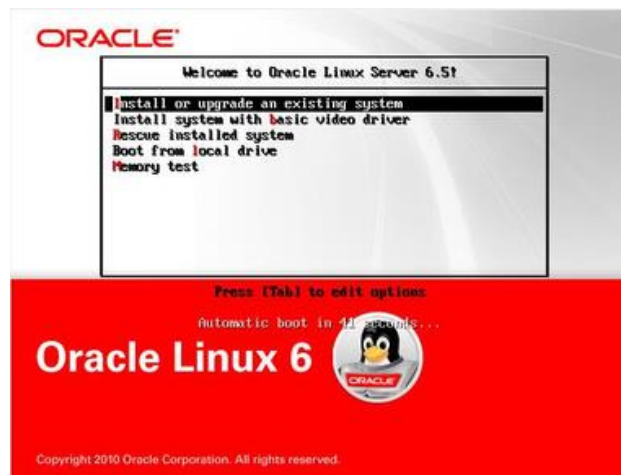 ORACLE
Welcome to Oracle Linux Server 6.5!
Install or upgrade an existing system
Install system with basic video driver
Rescue installed system
Boot from local drive
Memory test
Press [Tab] to edit options
Automatic boot in 41 seconds...
Oracle Linux 6
ORACLE
Copyright 2010 Oracle Corporation. All rights reserved.